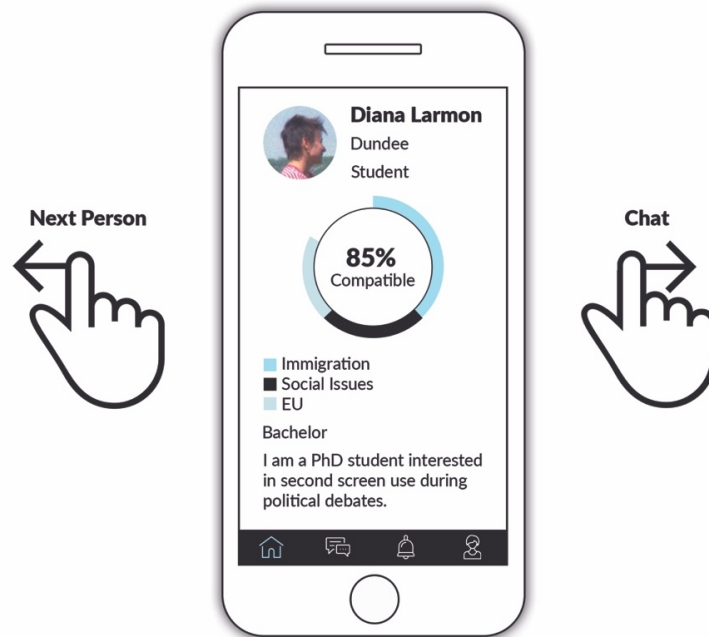 Diana Larmon
Dundee
Student
Next Person
Chat
85%
Compatible
Immigration
Social Issues
EU
Bachelor
I am a PhD student interested
in second screen use during
political debates.